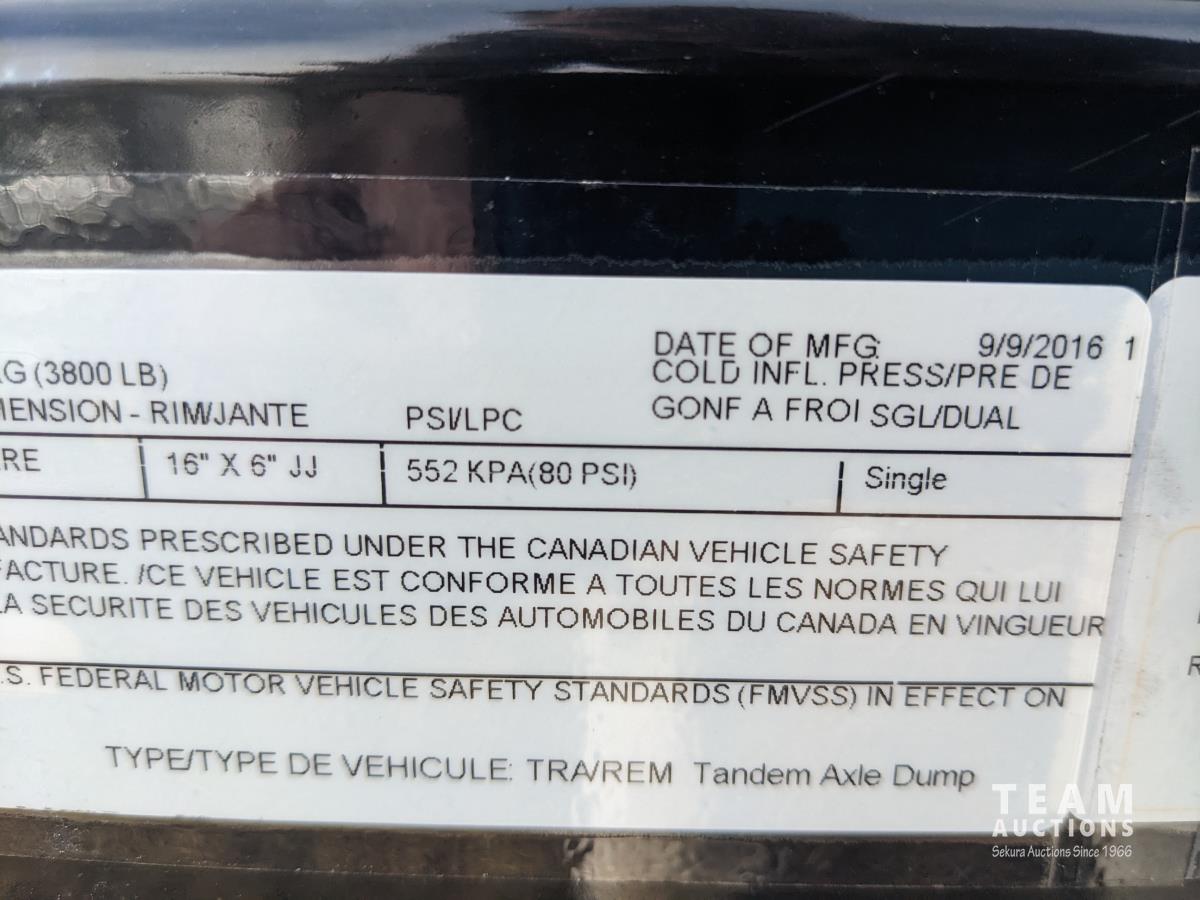 DATE OF MFG: 9/9/2016 1
G (3800 LB)
COLD INFL. PRESS/PRE DE
MENSION - RIM/JANTE PSI/LPC GONF A FROI SGL/DUAL
RE 16" X 6" JJ 552 KPA(80 PSI) Single
ANDARDS PRESCRIBED UNDER THE CANADIAN VEHICLE SAFETY
FACTURE. /CE VEHICLE EST CONFORME A TOUTES LES NORMES QUI LUI
LA SECURITE DES VEHICULES DES AUTOMOBILES DU CANADA EN VINGUEUR
.S. FEDERAL MOTOR VEHICLE SAFETY STANDARDS (FMVSS) IN EFFECT ON
TYPE/TYPE DE VEHICULE: TRA/REM Tandem Axle Dump
TEAM
AUCTIONS
Sekura Auctions Since 1966